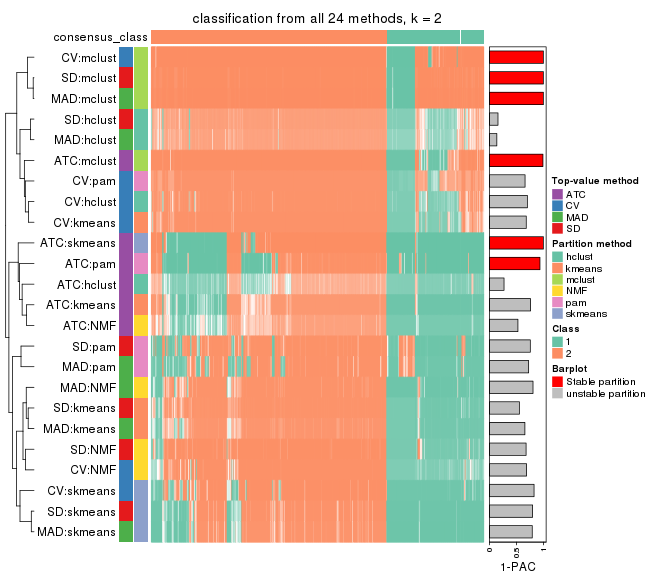 classification from all 24 methods, k = 2
consensus_class
CV:mclust
SD:mclust
MAD:mclust
SD:hclust
MAD:hclust
ATC:mclust
CV:pam
CV:hclust
CV:kmeans
ATC:skmeans
ATC:pam
ATC:hclust
ATC:kmeans
ATC:NMF
SD:pam
MAD:pam
MAD:NMF
SD:kmeans
MAD:kmeans
SD:NMF
CV:NMF
CV:skmeans
SD:skmeans
MAD:skmeans
0
0.5
1
1-PAC
Top-value method
ATC
CV
MAD
SD
Partition method
hclust
kmeans
mclust
NMF
pam
skmeans
Class
1
2
Barplot
Stable partition
unstable partition